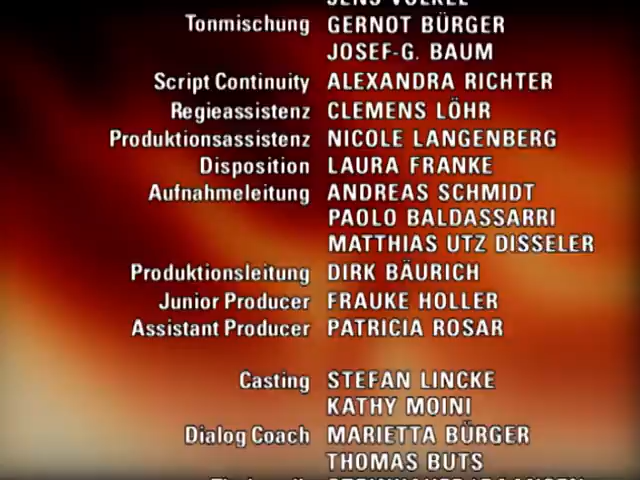 JENS VÖLKEL
Tonmischung GERNOT BÜRGER
JOSEF-G. BAUM
Script Continuity ALEXANDRA RICHTER
Regieassistenz CLEMENS LÖHR
Produktionsassistenz NICOLE LANGENBERG
Disposition LAURA FRANKE
Aufnahmeleitung ANDREAS SCHMIDT
PAOLO BALDASSARRI
MATTHIAS UTZ DISSELER
Produktionsleitung DIRK BÄURICH
Junior Producer FRAUKE HOLLER
Assistant Producer PATRICIA ROSAR
Casting STEFAN LINCKE
KATHY MOINI
Dialog Coach MARIETTA BÜRGER
THOMAS BUTS